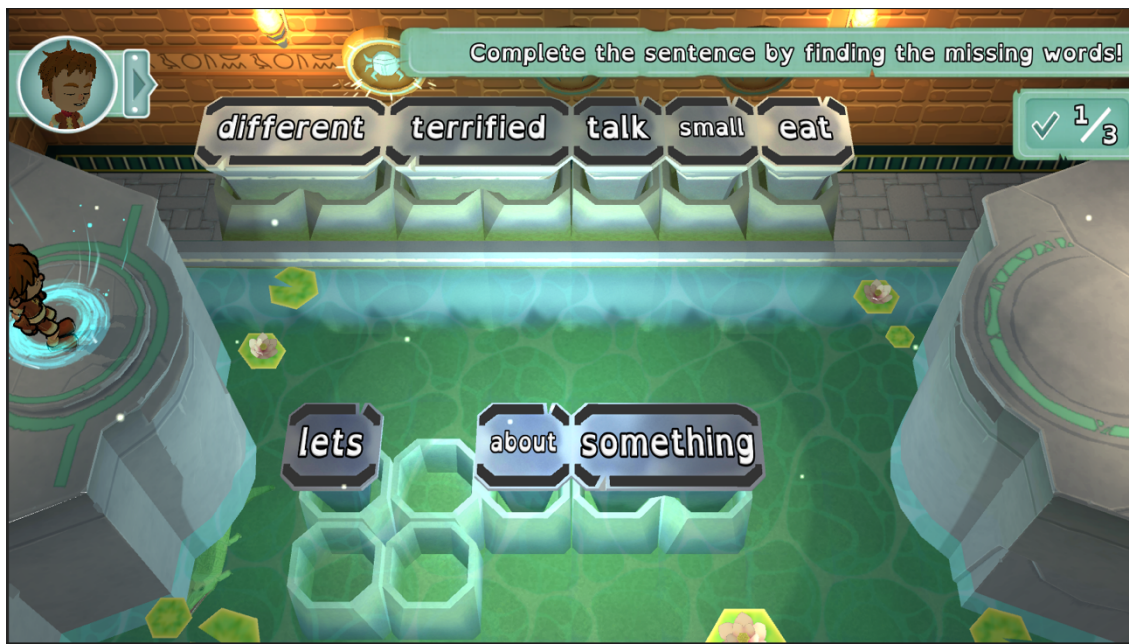 Complete the sentence by finding the missing words!
different terrified talk small eat
1/3
lets about something